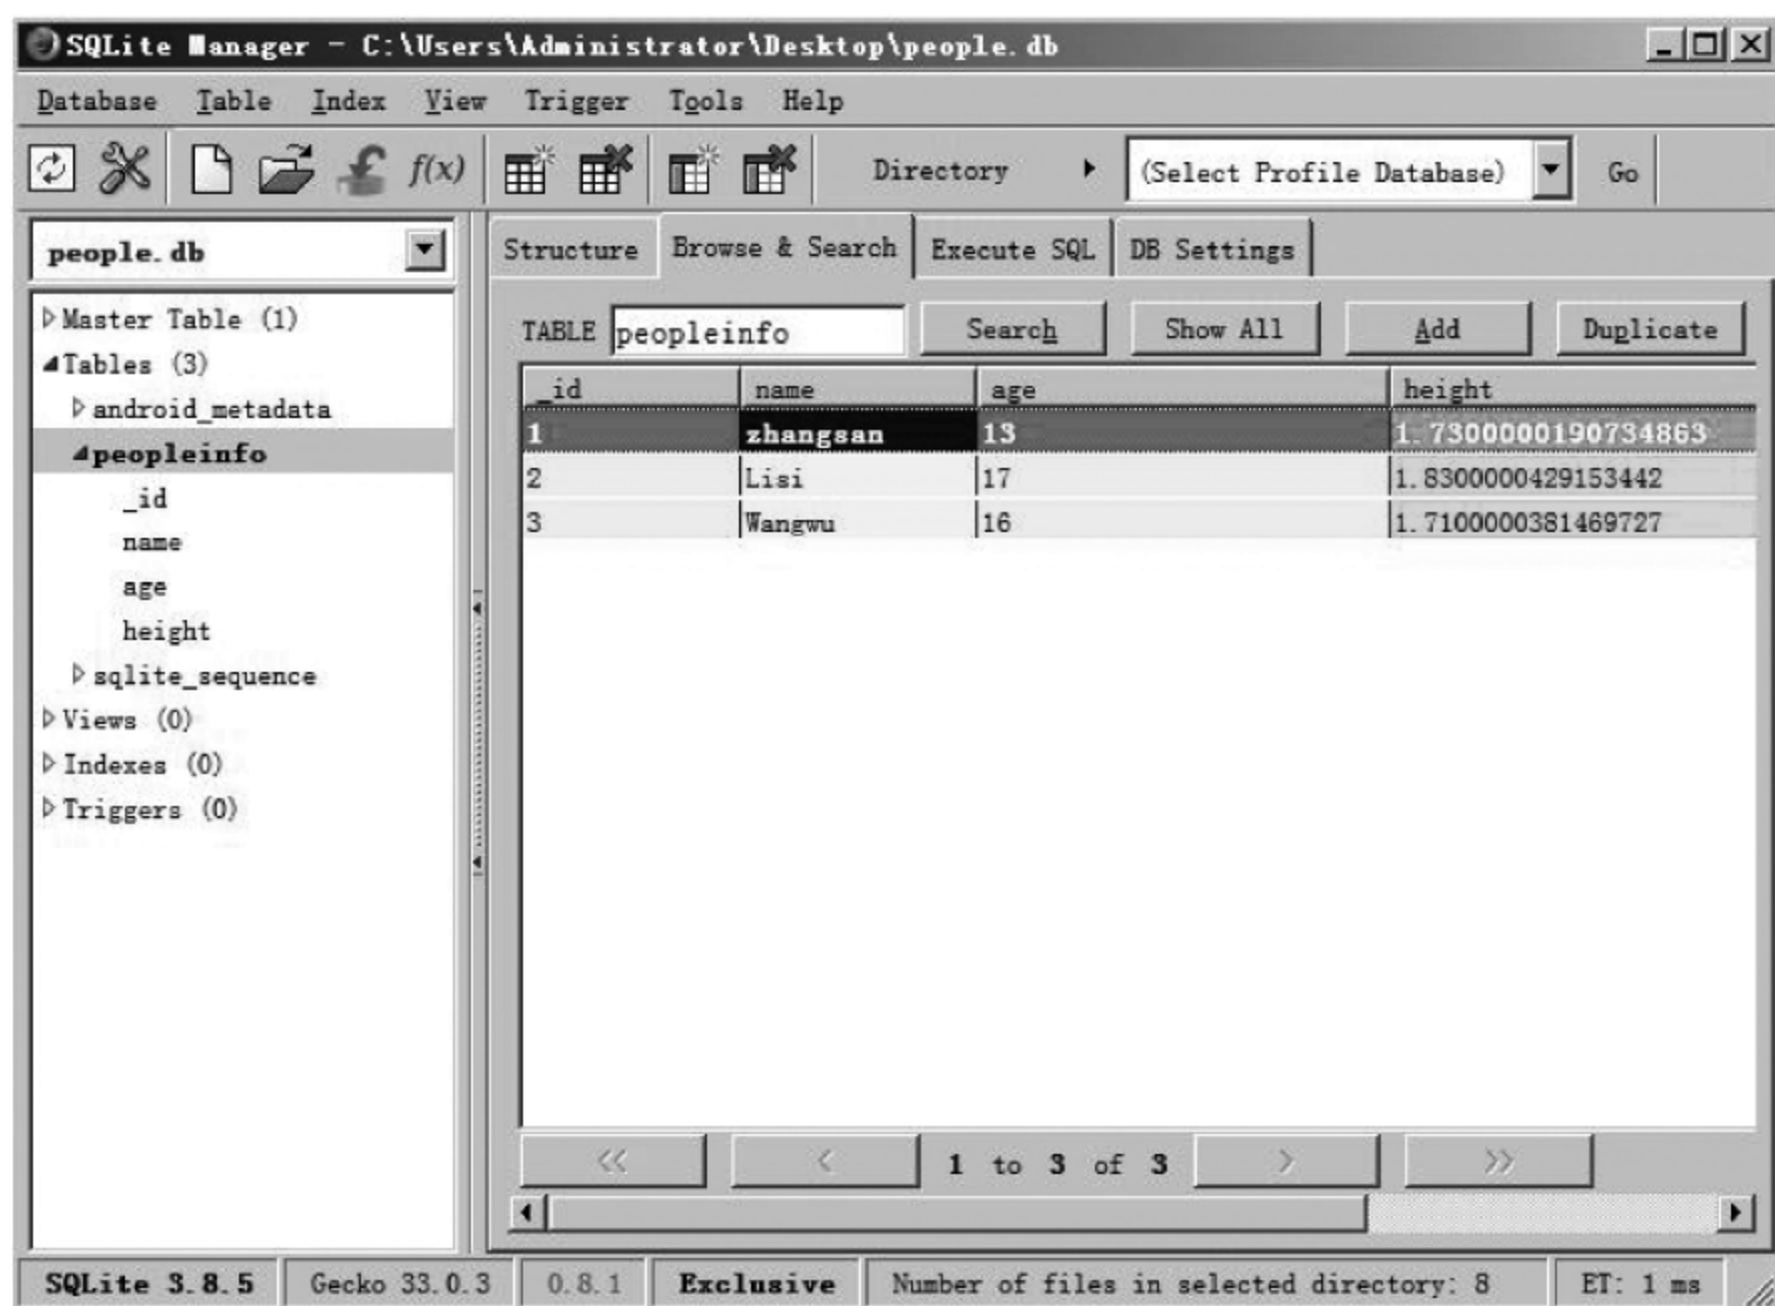 SQLite Manager - C:\Users\Administrator\Desktop\people.db
Database Table Index View Trigger Tools Help
f(x) Directory (Select Profile Database) Go
people.db
Structure Browse & Search Execute SQL DB Settings
Master Table (1)
Tables (3)
android_metadata
peopleinfo
_id
name
age
height
sqlite_sequence
Views (0)
Indexes (0)
Triggers (0)
TABLE peopleinfo Search Show All Add Duplicate
_id name age height
1 zhangsan 13 1.7300000190734863
2 Lisi 17 1.8300000429153442
3 Wangwu 16 1.7100000381469727
<< < 1 to 3 of 3 > >>
SQLite 3.8.5 Gecko 33.0.3 0.8.1 Exclusive Number of files in selected directory: 8 ET: 1 ms